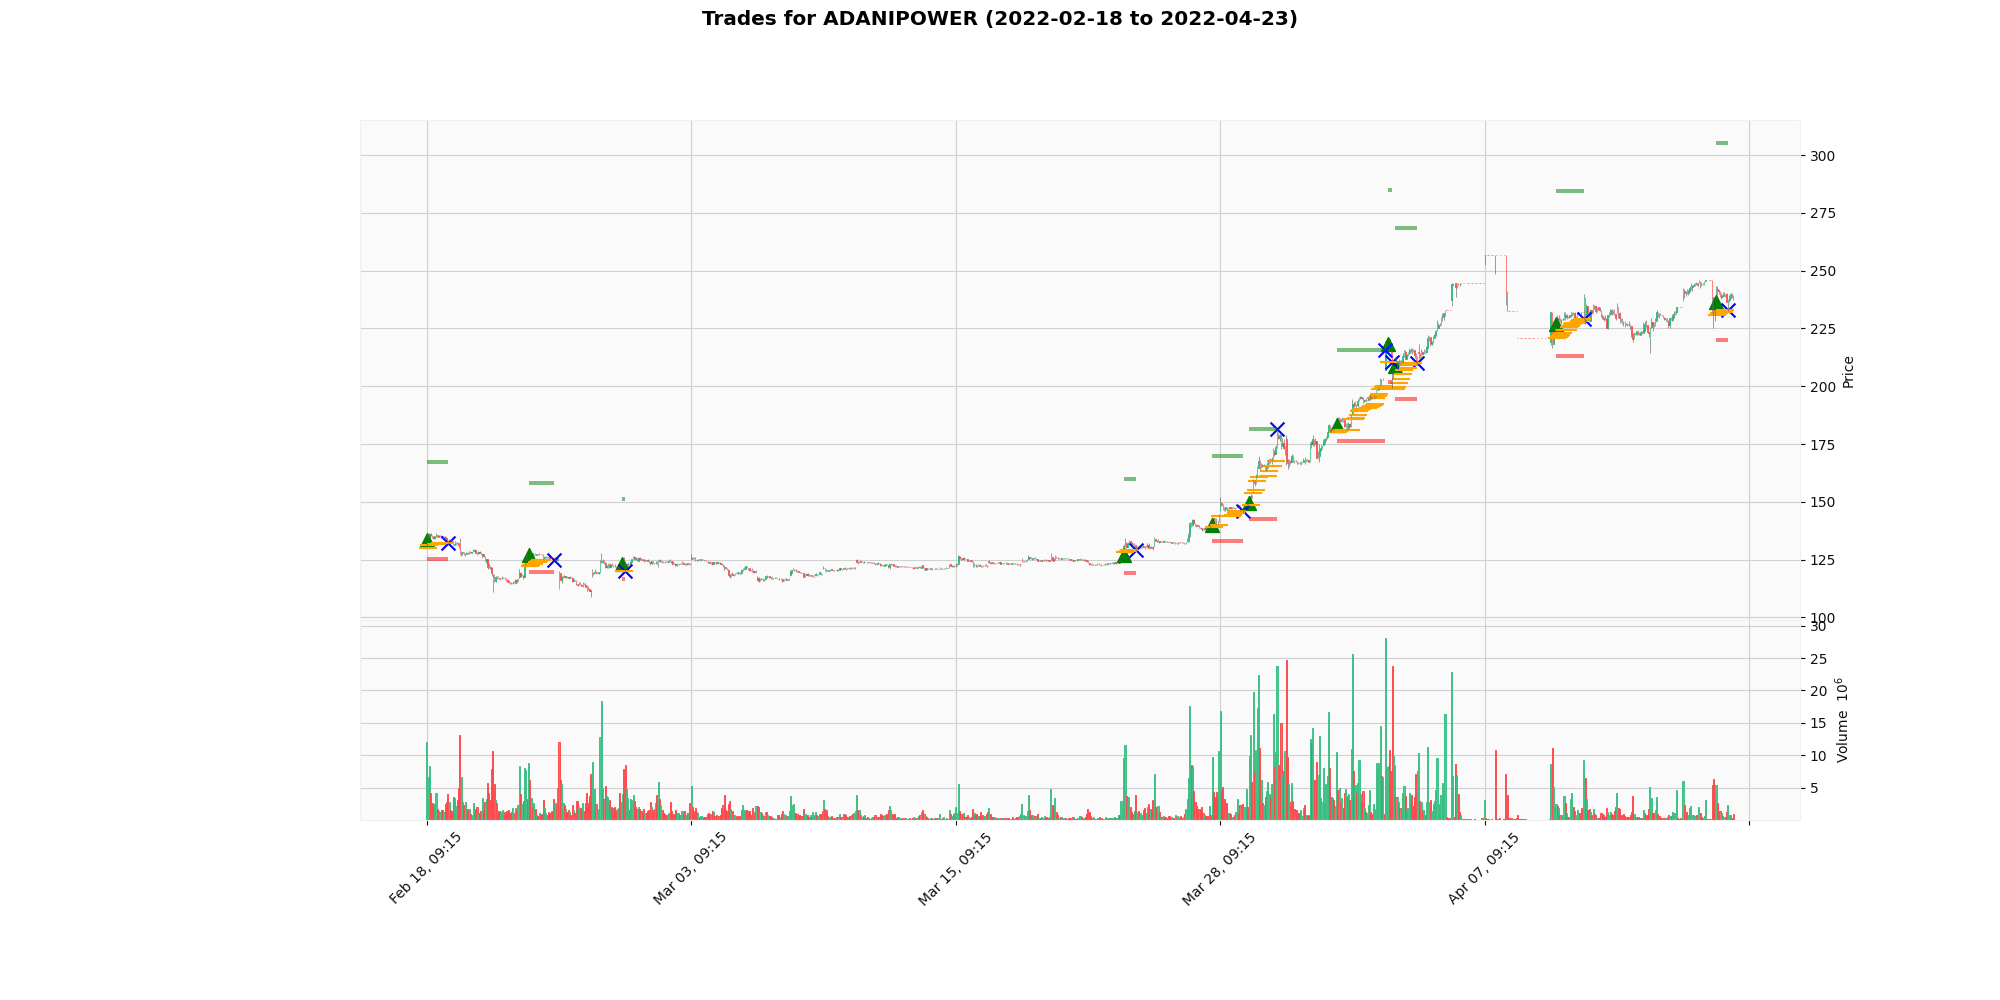 Trades for ADANIPOWER (2022-02-18 to 2022-04-23)
300
275
250
225
200
175
150
125
100
Price
30
25
20
15
10
5
Volume 10^6
Feb 18, 09:15
Mar 03, 09:15
Mar 15, 09:15
Mar 28, 09:15
Apr 07, 09:15